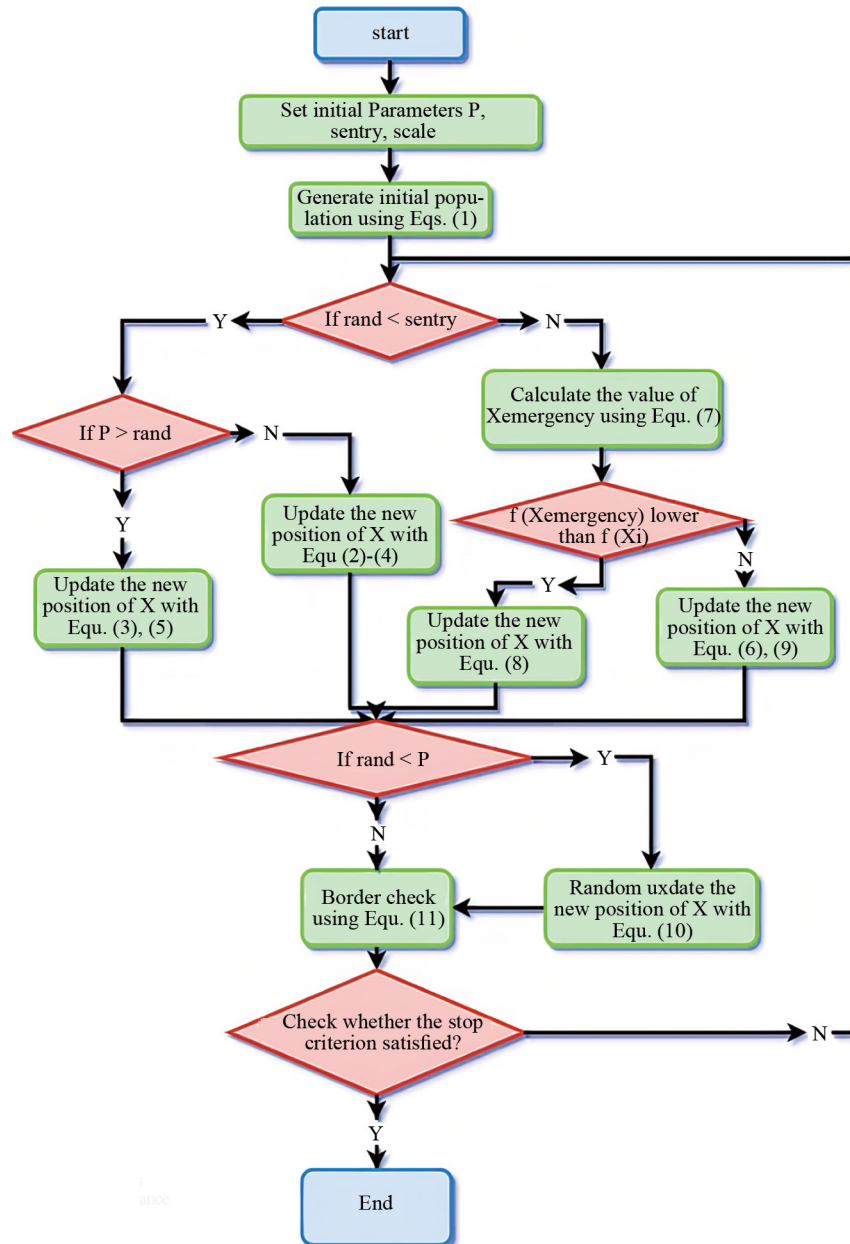 start
Set initial Parameters P,
sentry, scale
Generate initial popu-
lation using Eqs. (1)
If rand < sentry
Y
N
Calculate the value of
Xemergency using Equ. (7)
If P > rand
N
Y
Update the new
position of X with
Equ (2)-(4)
f (Xemergency) lower
than f (Xi)
Y
N
Update the new
position of X with
Equ. (3), (5)
Update the new
position of X with
Equ. (8)
Update the new
position of X with
Equ. (6), (9)
If rand < P
Y
N
Border check
using Equ. (11)
Random uxdate the
new position of X with
Equ. (10)
Check whether the stop
criterion satisfied?
N
Y
End
ance